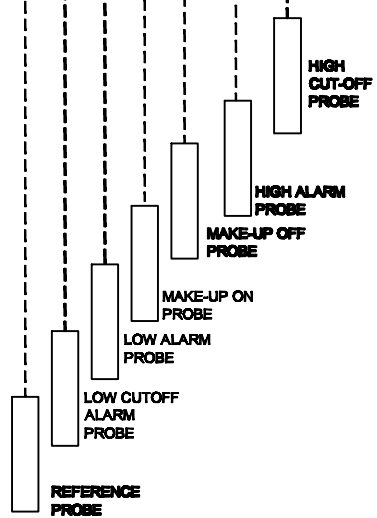 HIGH
CUT-OFF
PROBE
HIGH ALARM
PROBE
MAKE-UP OFF
PROBE
MAKE-UP ON
PROBE
LOW ALARM
PROBE
LOW CUTOFF
ALARM
PROBE
REFERENCE
PROBE